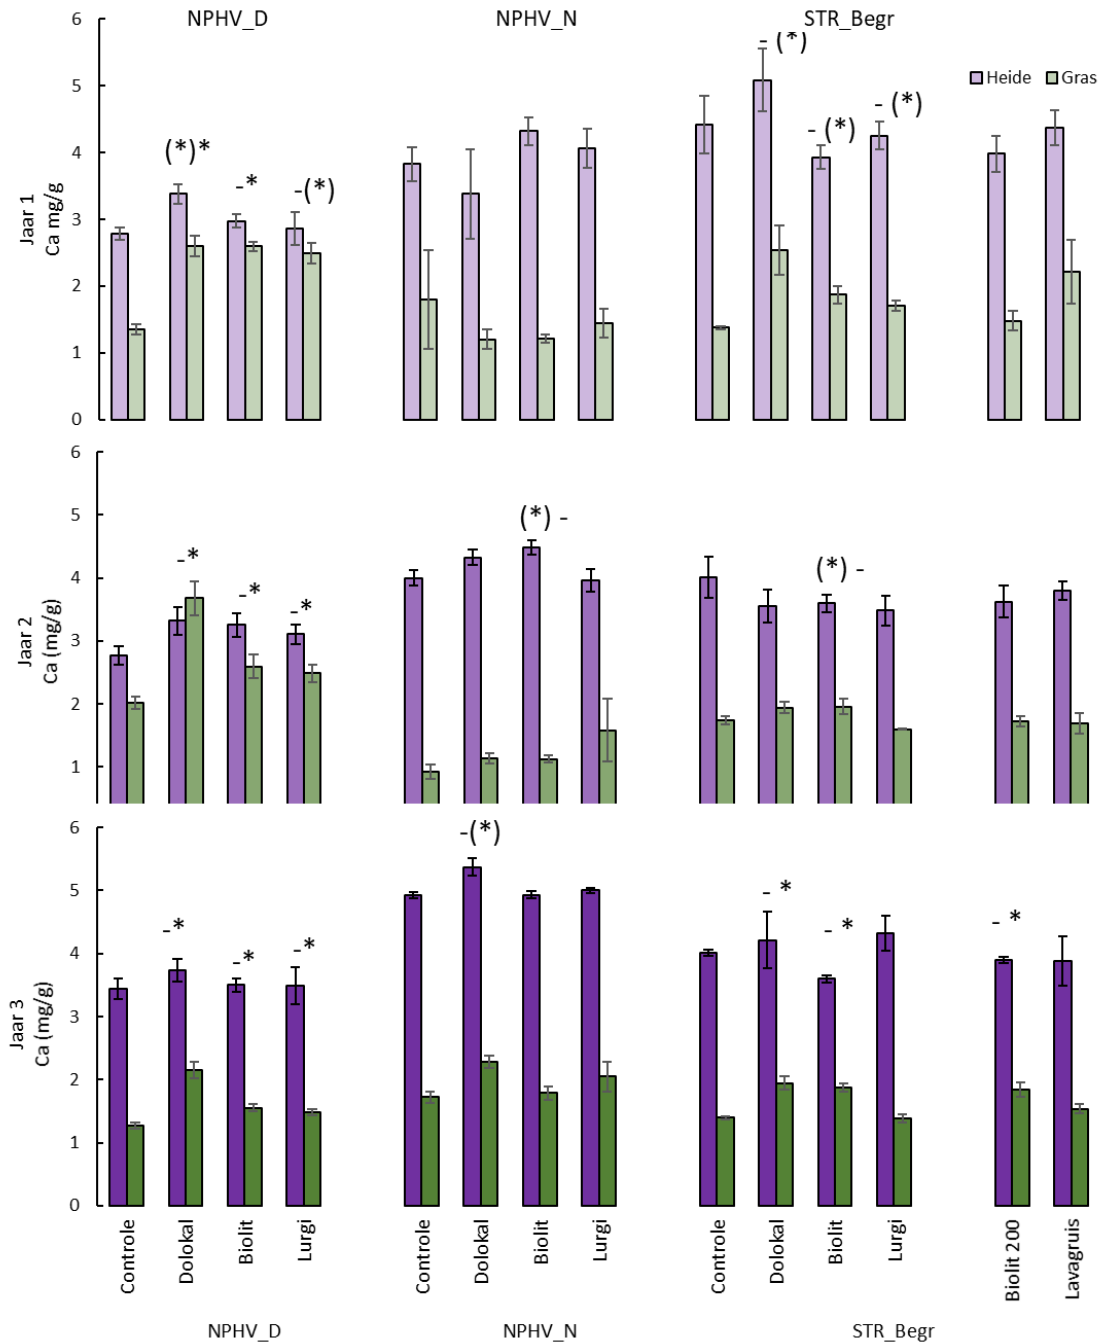 NPHV_D NPHV_N STR_Begr
Heide Gras
Jaar 1
Ca mg/g
6
5
4
3
2
1
0
(*)* -* -(*)
- (*) - (*) - (*)
Jaar 2
Ca (mg/g)
6
5
4
3
2
1
-* -* -*
(*) -
(*) -
Jaar 3
Ca (mg/g)
6
5
4
3
2
1
0
-* -* -*
-(*)
- * - *
- *
Controle Dolokal Biolit Lurgi Controle Dolokal Biolit Lurgi Controle Dolokal Biolit Lurgi Biolit 200 Lavagruis
NPHV_D NPHV_N STR_Begr